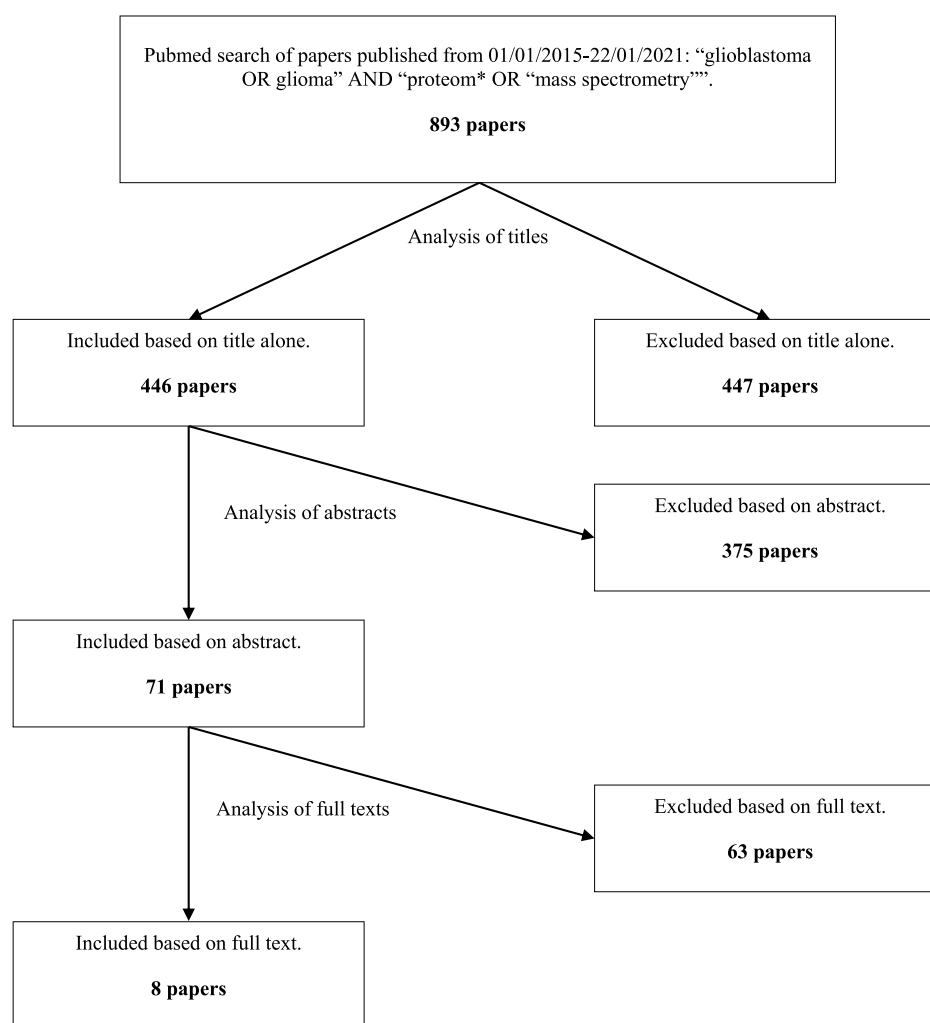 Pubmed search of papers published from 01/01/2015-22/01/2021: “glioblastoma
OR glioma” AND “proteom* OR “mass spectrometry””.
893 papers
Analysis of titles
Included based on title alone.
446 papers
Excluded based on title alone.
447 papers
Analysis of abstracts
Excluded based on abstract.
375 papers
Included based on abstract.
71 papers
Analysis of full texts
Excluded based on full text.
63 papers
Included based on full text.
8 papers